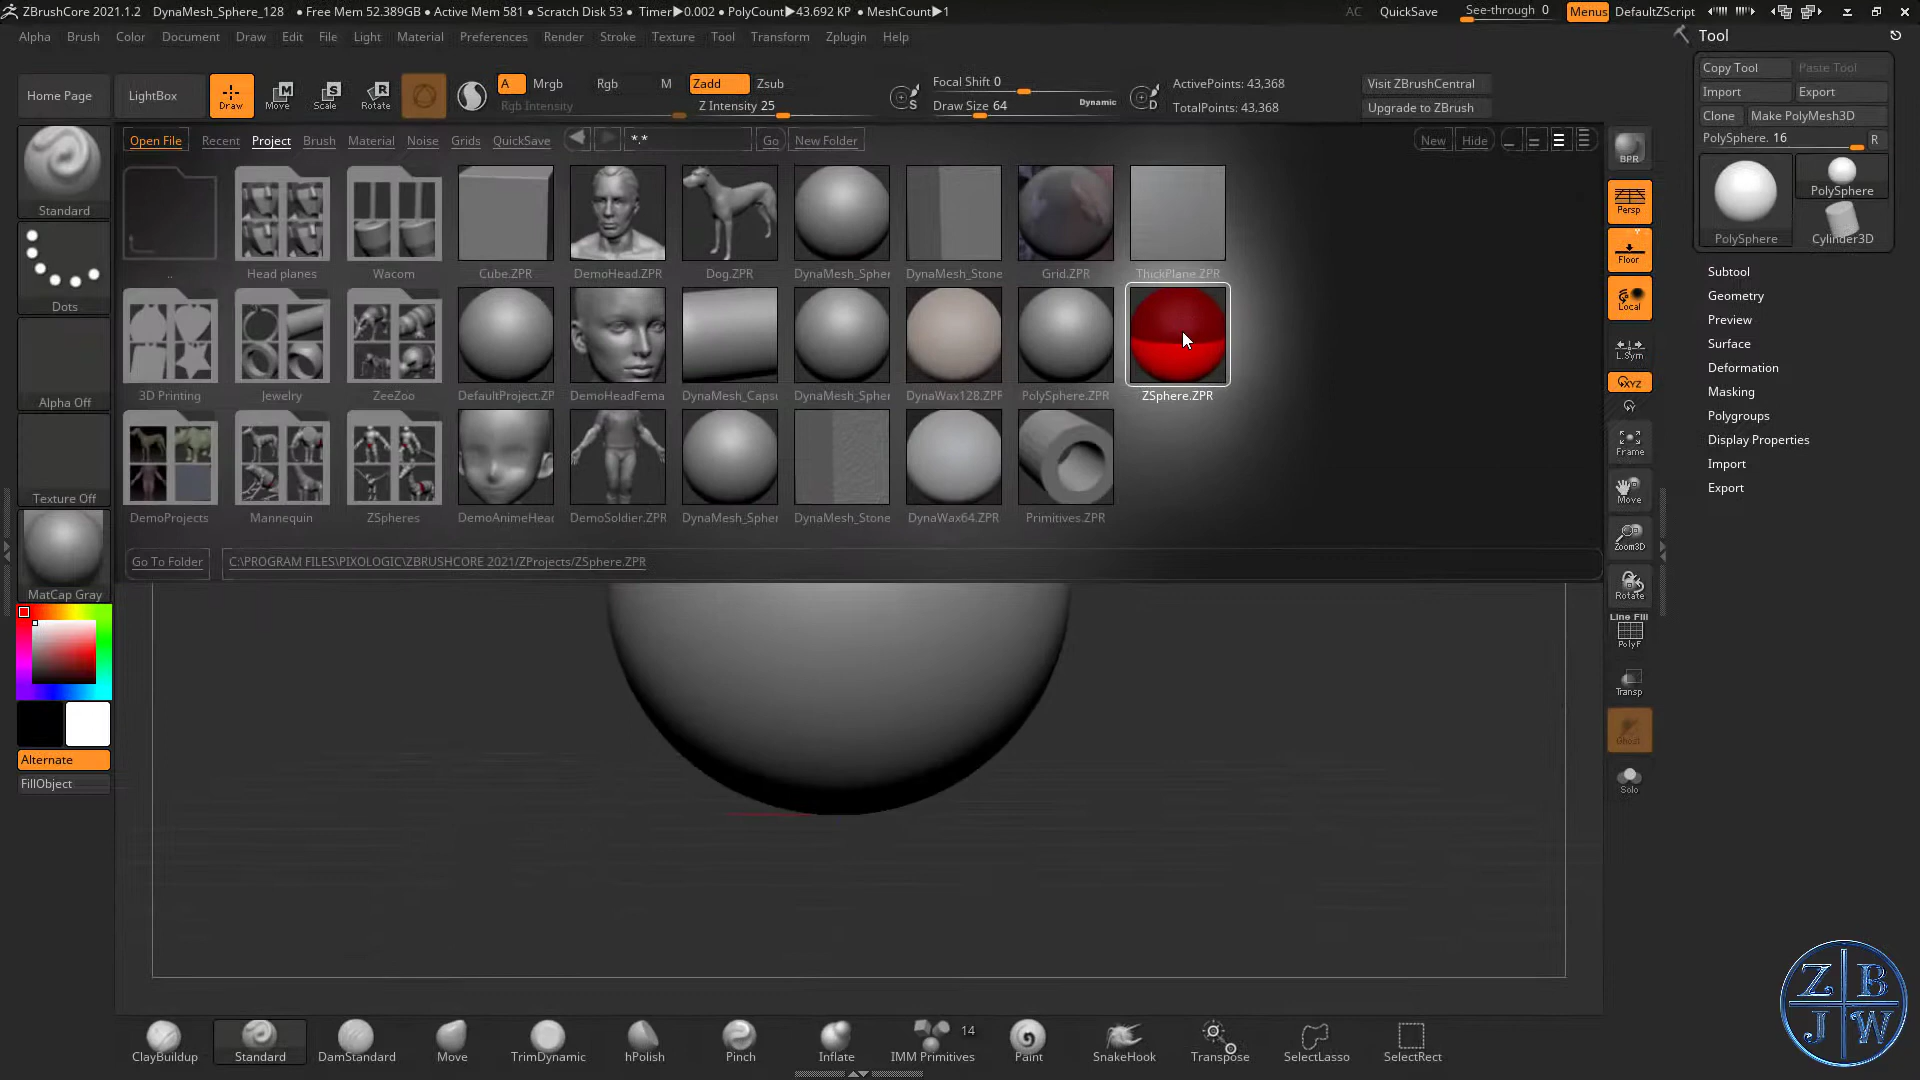 ZBrushCore 2021.1.2 DynaMesh_Sphere_128 • Free Mem 52.389GB • Active Mem 581 • Scratch Disk 53 • Timer▶0.002 • PolyCount▶43.692 KP • MeshCount▶1 AC QuickSave See-through 0 Menus DefaultZScript
Alpha Brush Color Document Draw Edit File Light Material Preferences Render Stroke Texture Tool Transform Zplugin Help
Tool
Home Page LightBox Draw Move Scale Rotate
A Mrgb Rgb M Zadd Zsub
Rgb Intensity Z Intensity 25
S Focal Shift 0
Draw Size 64 Dynamic D
ActivePoints: 43,368
TotalPoints: 43,368
Visit ZBrushCentral
Upgrade to ZBrush
Copy Tool Paste Tool
Import Export
Clone Make PolyMesh3D
PolySphere. 16 R
PolySphere
PolySphere Cylinder3D
Subtool
Geometry
Preview
Surface
Deformation
Masking
Polygroups
Display Properties
Import
Export
Open File Recent Project Brush Material Noise Grids QuickSave *.* Go New Folder New Hide
.. Head planes Wacom Cube.ZPR DemoHead.ZPR Dog.ZPR DynaMesh_Spher DynaMesh_Stone Grid.ZPR ThickPlane.ZPR
3D Printing Jewelry ZeeZoo DefaultProject.ZP DemoHeadFema DynaMesh_Capsu DynaMesh_Spher DynaWax128.ZPR PolySphere.ZPR ZSphere.ZPR
DemoProjects Mannequin ZSpheres DemoAnimeHead DemoSoldier.ZPR DynaMesh_Spher DynaMesh_Stone DynaWax64.ZPR Primitives.ZPR
Go To Folder C:\PROGRAM FILES\PIXOLOGIC\ZBRUSHCORE 2021/ZProjects/ZSphere.ZPR
Standard
Dots
Alpha Off
Texture Off
MatCap Gray
Alternate
FillObject
BPR
Persp
Floor
Local
L.Sym
XYZ
Frame
Move
Zoom3D
Rotate
Line Fill
PolyF
Transp
Ghost
Solo
ClayBuildup Standard DamStandard Move TrimDynamic hPolish Pinch Inflate IMM Primitives 14 Paint SnakeHook Transpose SelectLasso SelectRect
Z B
J W